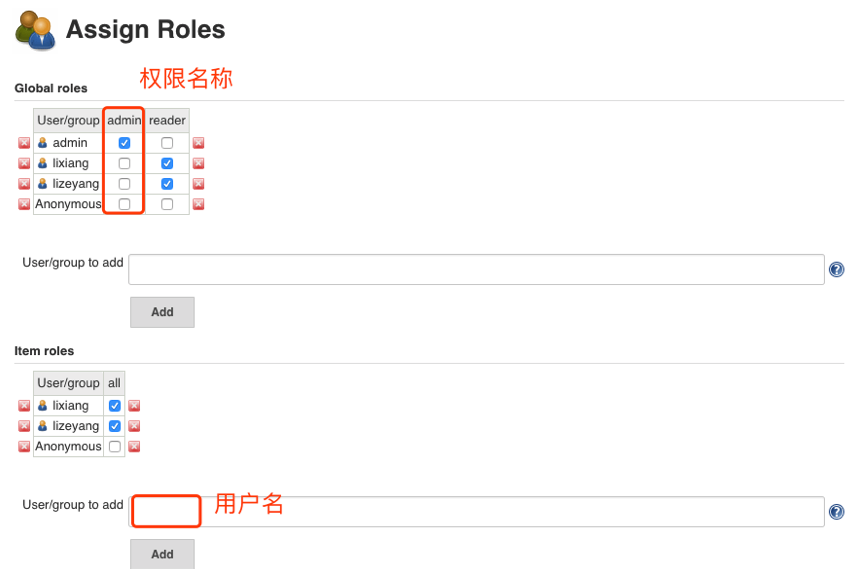 Assign Roles
权限名称
Global roles
User/group admin reader
admin
lixiang
lizeyang
Anonymous
User/group to add
Add
Item roles
User/group all
lixiang
lizeyang
Anonymous
User/group to add 用户名
Add